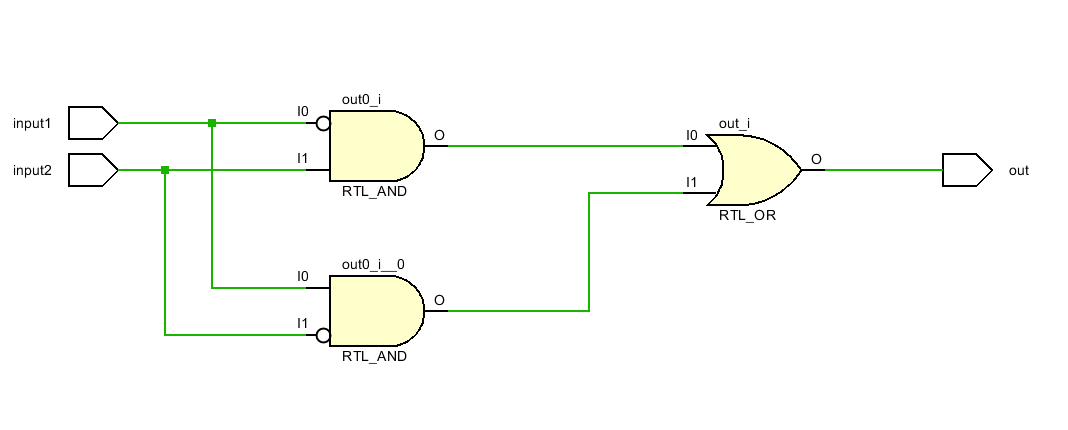 input1
input2
out0_i
I0
I1
O
RTL_AND
out0_i__0
I0
I1
O
RTL_AND
out_i
I0
I1
O
RTL_OR
out